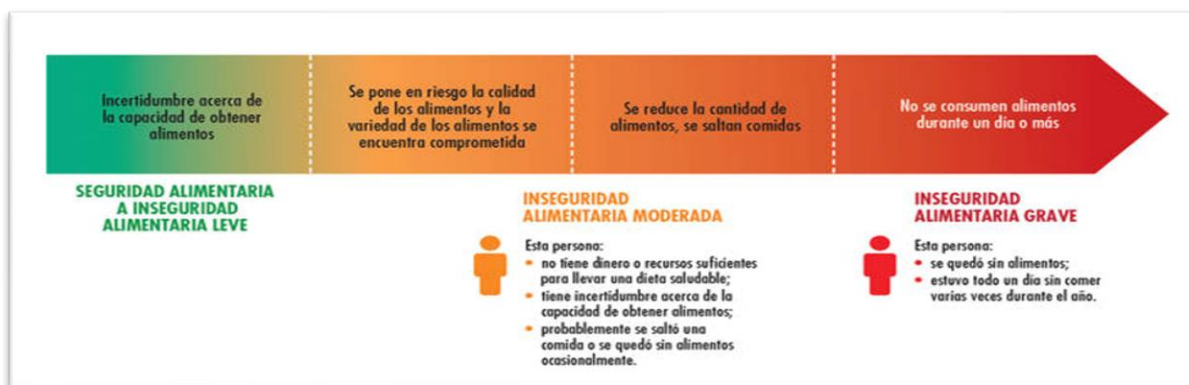 Incertidumbre acerca de
la capacidad de obtener
alimentos
Se pone en riesgo la calidad
de los alimentos y la
variedad de los alimentos se
encuentra comprometida
Se reduce la cantidad de
alimentos, se saltan comidas
No se consumen alimentos
durante un día o más
SEGURIDAD ALIMENTARIA
A INSEGURIDAD
ALIMENTARIA LEVE
INSEGURIDAD
ALIMENTARIA MODERADA
Esta persona:
• no tiene dinero o recursos suficientes
para llevar una dieta saludable;
• tiene incertidumbre acerca de la
capacidad de obtener alimentos;
• probablemente se saltó una
comida o se quedó sin alimentos
ocasionalmente.
INSEGURIDAD
ALIMENTARIA GRAVE
Esta persona:
• se quedó sin alimentos;
• estuvo todo un día sin comer
varias veces durante el año.